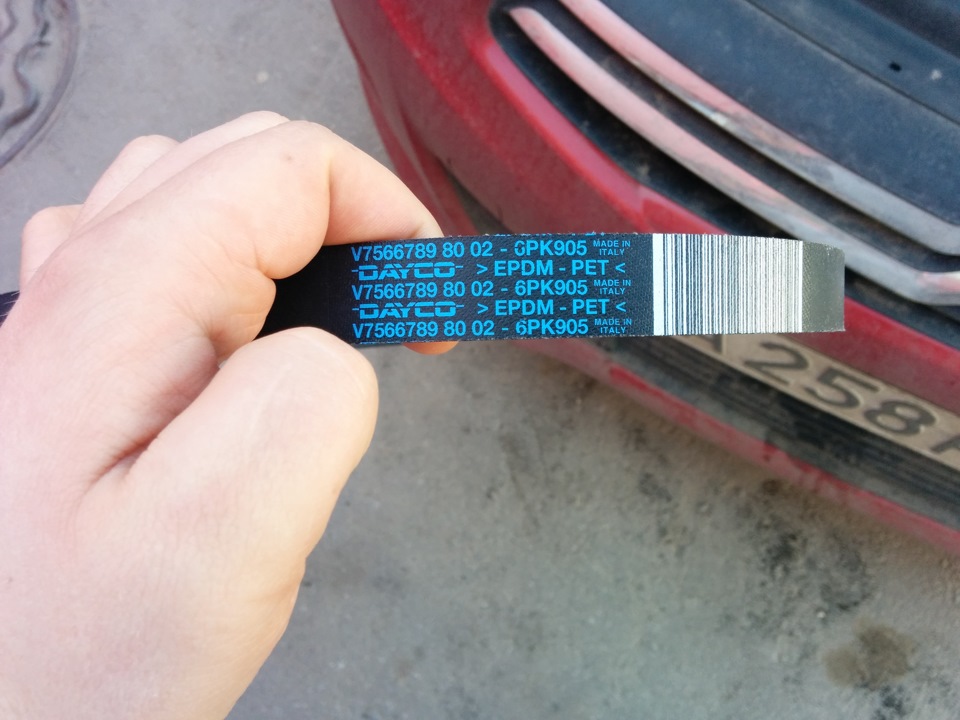 V7566789 80 02 - 6PK905 MADE IN ITALY
DAYCO > EPDM - PET <
V7566789 80 02 - 6PK905 MADE IN ITALY
DAYCO > EPDM - PET <
V7566789 80 02 - 6PK905 MADE IN ITALY
258